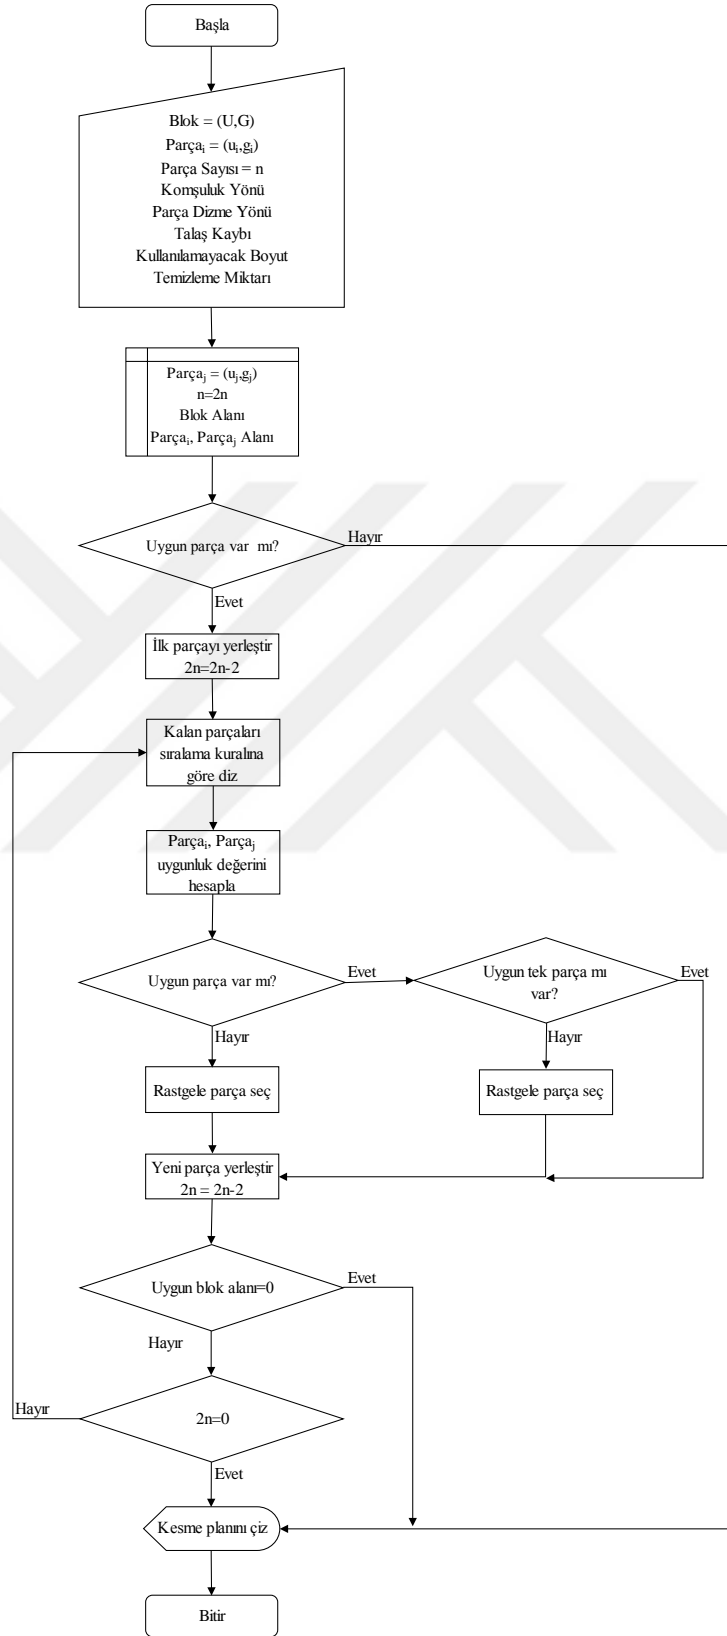 Başla
Blok = (U,G)
Parçaᵢ = (uᵢ,gᵢ)
Parça Sayısı = n
Komşuluk Yönü
Parça Dizme Yönü
Talaş Kaybı
Kullanılamayacak Boyut
Temizleme Miktarı
Parçaⱼ = (uⱼ,gⱼ)
n=2n
Blok Alanı
Parçaᵢ, Parçaⱼ Alanı
Uygun parça var mı?
Hayır
Evet
İlk parçayı yerleştir
2n=2n-2
Kalan parçaları
sıralama kuralına
göre diz
Parçaᵢ, Parçaⱼ
uygunluk değerini
hesapla
Uygun parça var mı?
Evet
Uygun tek parça mı
var?
Evet
Hayır
Hayır
Rastgele parça seç
Rastgele parça seç
Yeni parça yerleştir
2n = 2n-2
Uygun blok alanı=0
Evet
Hayır
2n=0
Hayır
Evet
Kesme planını çiz
Bitir